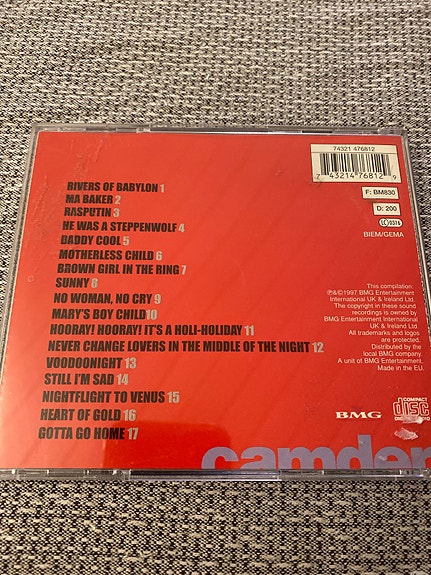 74321 476812
7 43214 76812 9
F: BM830
D: 200
LC 0316
BIEM/GEMA
RIVERS OF BABYLON 1
MA BAKER 2
RASPUTIN 3
HE WAS A STEPPENWOLF 4
DADDY COOL 5
MOTHERLESS CHILD 6
BROWN GIRL IN THE RING 7
SUNNY 8
NO WOMAN, NO CRY 9
MARY'S BOY CHILD 10
HOORAY! HOORAY! IT'S A HOLI-HOLIDAY 11
NEVER CHANGE LOVERS IN THE MIDDLE OF THE NIGHT 12
VOODOONIGHT 13
STILL I'M SAD 14
NIGHTFLIGHT TO VENUS 15
HEART OF GOLD 16
GOTTA GO HOME 17
This compilation:
℗&©1997 BMG Entertainment
International UK & Ireland Ltd.
The copyright in these sound
recordings is owned by
BMG Entertainment International
UK & Ireland Ltd.
All trademarks and logos
are protected.
Distributed by the
local BMG company.
A unit of BMG Entertainment.
Made in the EU.
BMG
COMPACT
disc
camden